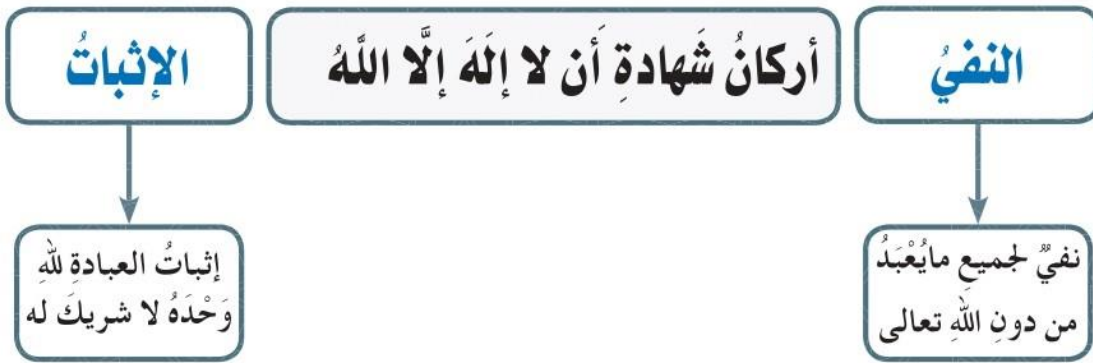 النفيُ
أركانُ شَهادةِ أَن لا إلَهَ إلَّا اللَّهُ
الإثباتُ
نفيٌ لجميعِ مايُعْبَدُ
من دونِ اللهِ تعالى
إثباتُ العبادةِ للهِ
وَحْدَهُ لا شريكَ له